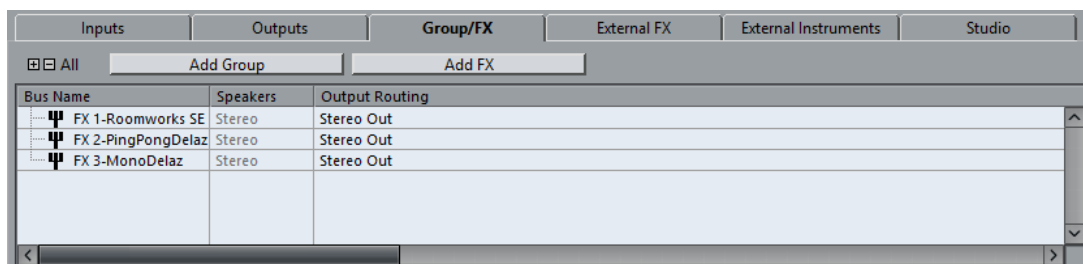 Inputs Outputs Group/FX External FX External Instruments Studio
All Add Group Add FX
Bus Name Speakers Output Routing
FX 1-Roomworks SE Stereo Stereo Out
FX 2-PingPongDelaz Stereo Stereo Out
FX 3-MonoDelaz Stereo Stereo Out